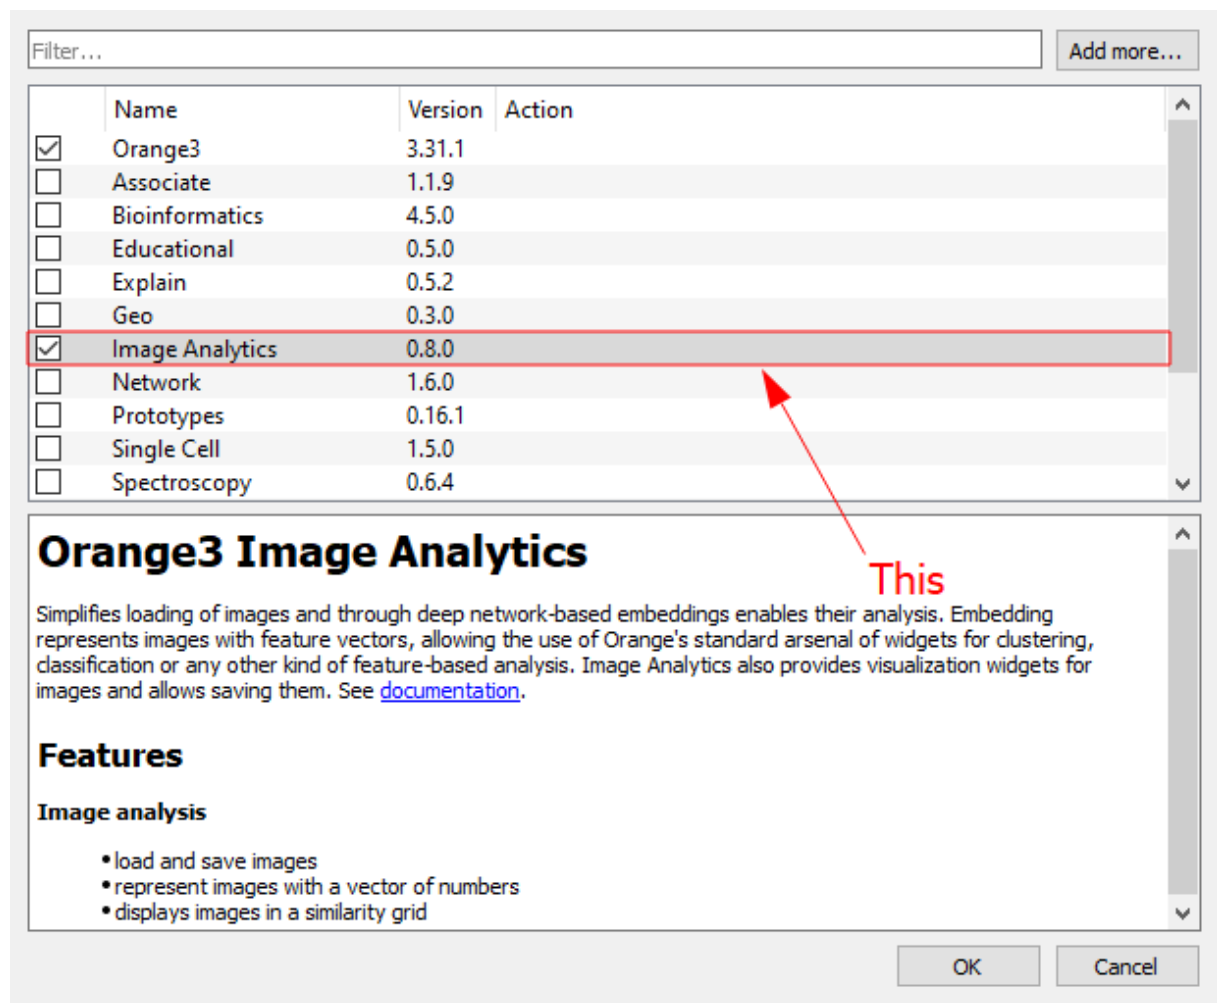 Filter...
Add more...
Name Version Action
Orange3 3.31.1
Associate 1.1.9
Bioinformatics 4.5.0
Educational 0.5.0
Explain 0.5.2
Geo 0.3.0
Image Analytics 0.8.0
Network 1.6.0
Prototypes 0.16.1
Single Cell 1.5.0
Spectroscopy 0.6.4
This
Orange3 Image Analytics
Simplifies loading of images and through deep network-based embeddings enables their analysis. Embedding
represents images with feature vectors, allowing the use of Orange's standard arsenal of widgets for clustering,
classification or any other kind of feature-based analysis. Image Analytics also provides visualization widgets for
images and allows saving them. See documentation.
Features
Image analysis
•load and save images
•represent images with a vector of numbers
•displays images in a similarity grid
OK
Cancel